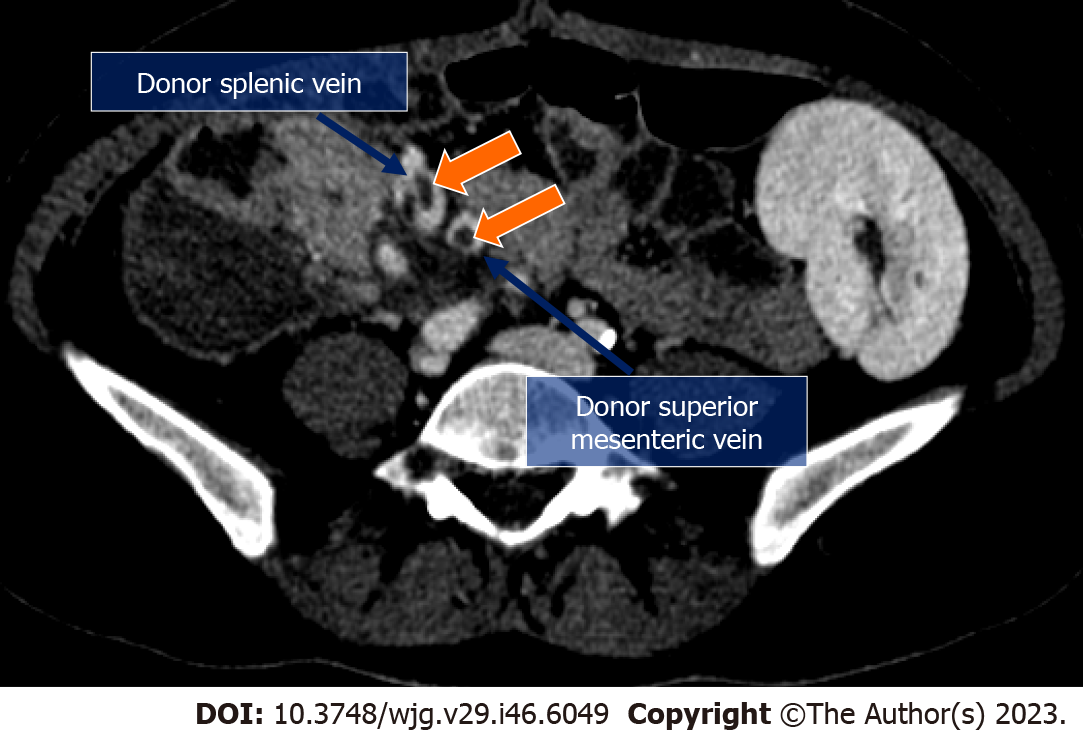 Donor splenic vein
Donor superior
mesenteric vein
DOI: 10.3748/wjg.v29.i46.6049 Copyright ©The Author(s) 2023.